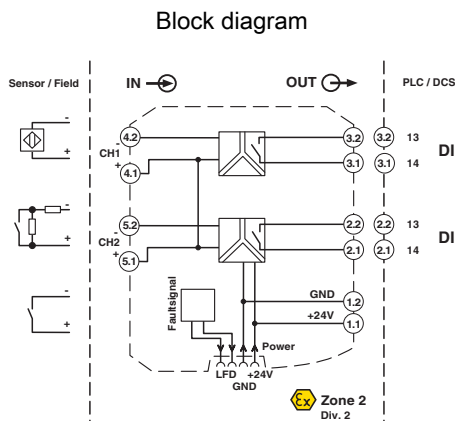 Block diagram
Sensor / Field
IN
OUT
PLC / DCS
-
+
4.2
-
CH1
+
4.1
3.2
3.2
13
3.1
3.1
14
DI
-
+
5.2
-
CH2
+
5.1
2.2
2.2
13
2.1
2.1
14
DI
-
+
Faultsignal
GND
1.2
+24V
1.1
Power
LFD
+24V
GND
Ex
Zone 2
Div. 2